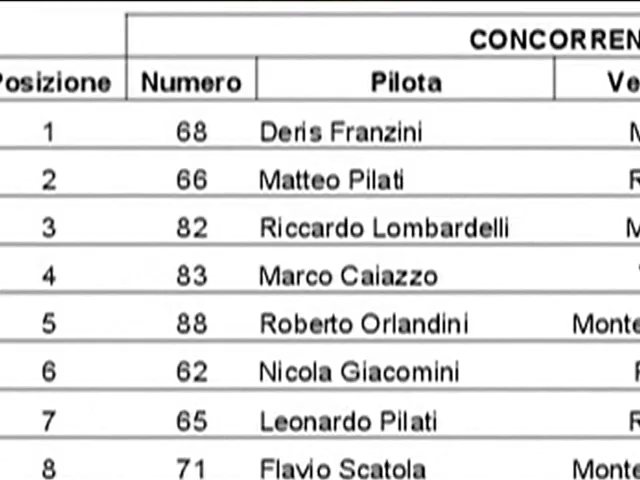 CONCORREN
Posizione Numero Pilota Ve
1 68 Deris Franzini M
2 66 Matteo Pilati R
3 82 Riccardo Lombardelli M
4 83 Marco Caiazzo
5 88 Roberto Orlandini Monte
6 62 Nicola Giacomini
7 65 Leonardo Pilati R
8 71 Flavio Scatola Monte